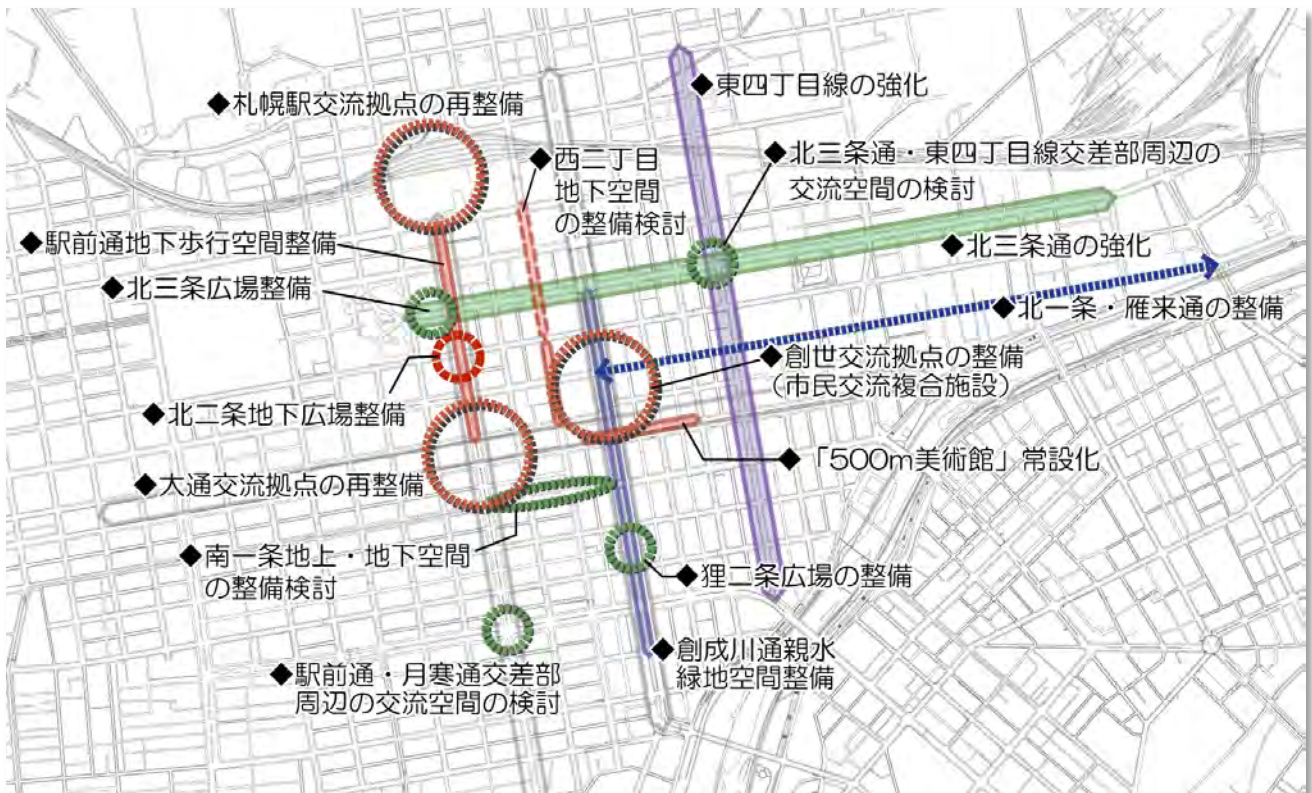 ◆札幌駅交流拠点の再整備
◆東四丁目線の強化
◆西二丁目
地下空間
の整備検討
◆北三条通・東四丁目線交差部周辺の
交流空間の検討
◆駅前通地下歩行空間整備
◆北三条通の強化
◆北三条広場整備
◆北一条・雁来通の整備
◆創世交流拠点の整備
(市民交流複合施設)
◆北二条地下広場整備
◆「500m美術館」常設化
◆大通交流拠点の再整備
◆南一条地上・地下空間
の整備検討
◆狸二条広場の整備
◆創成川通親水
緑地空間整備
◆駅前通・月寒通交差部
周辺の交流空間の検討